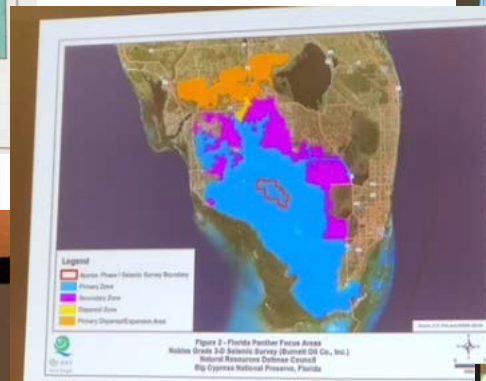 Legend
Approx. Phase I Seismic Survey Boundary
Primary Zone
Secondary Zone
Dispersal Zone
Primary Dispersal/Expansion Area
Figure 2 - Florida Panther Focus Areas
Nobles Grade 3-D Seismic Survey (Burnett Oil Co., Inc.)
Natural Resources Defense Council
Big Cypress National Preserve, Florida